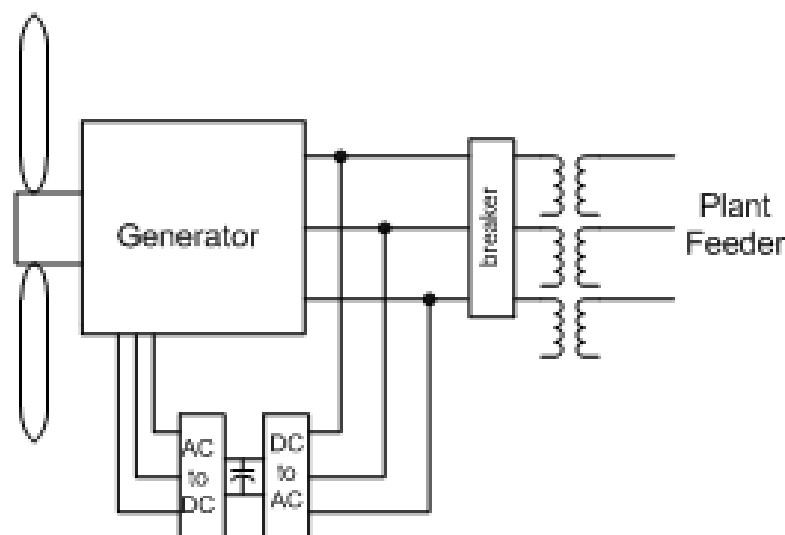 Generator
breaker
Plant
Feeder
AC
to
DC
DC
to
AC